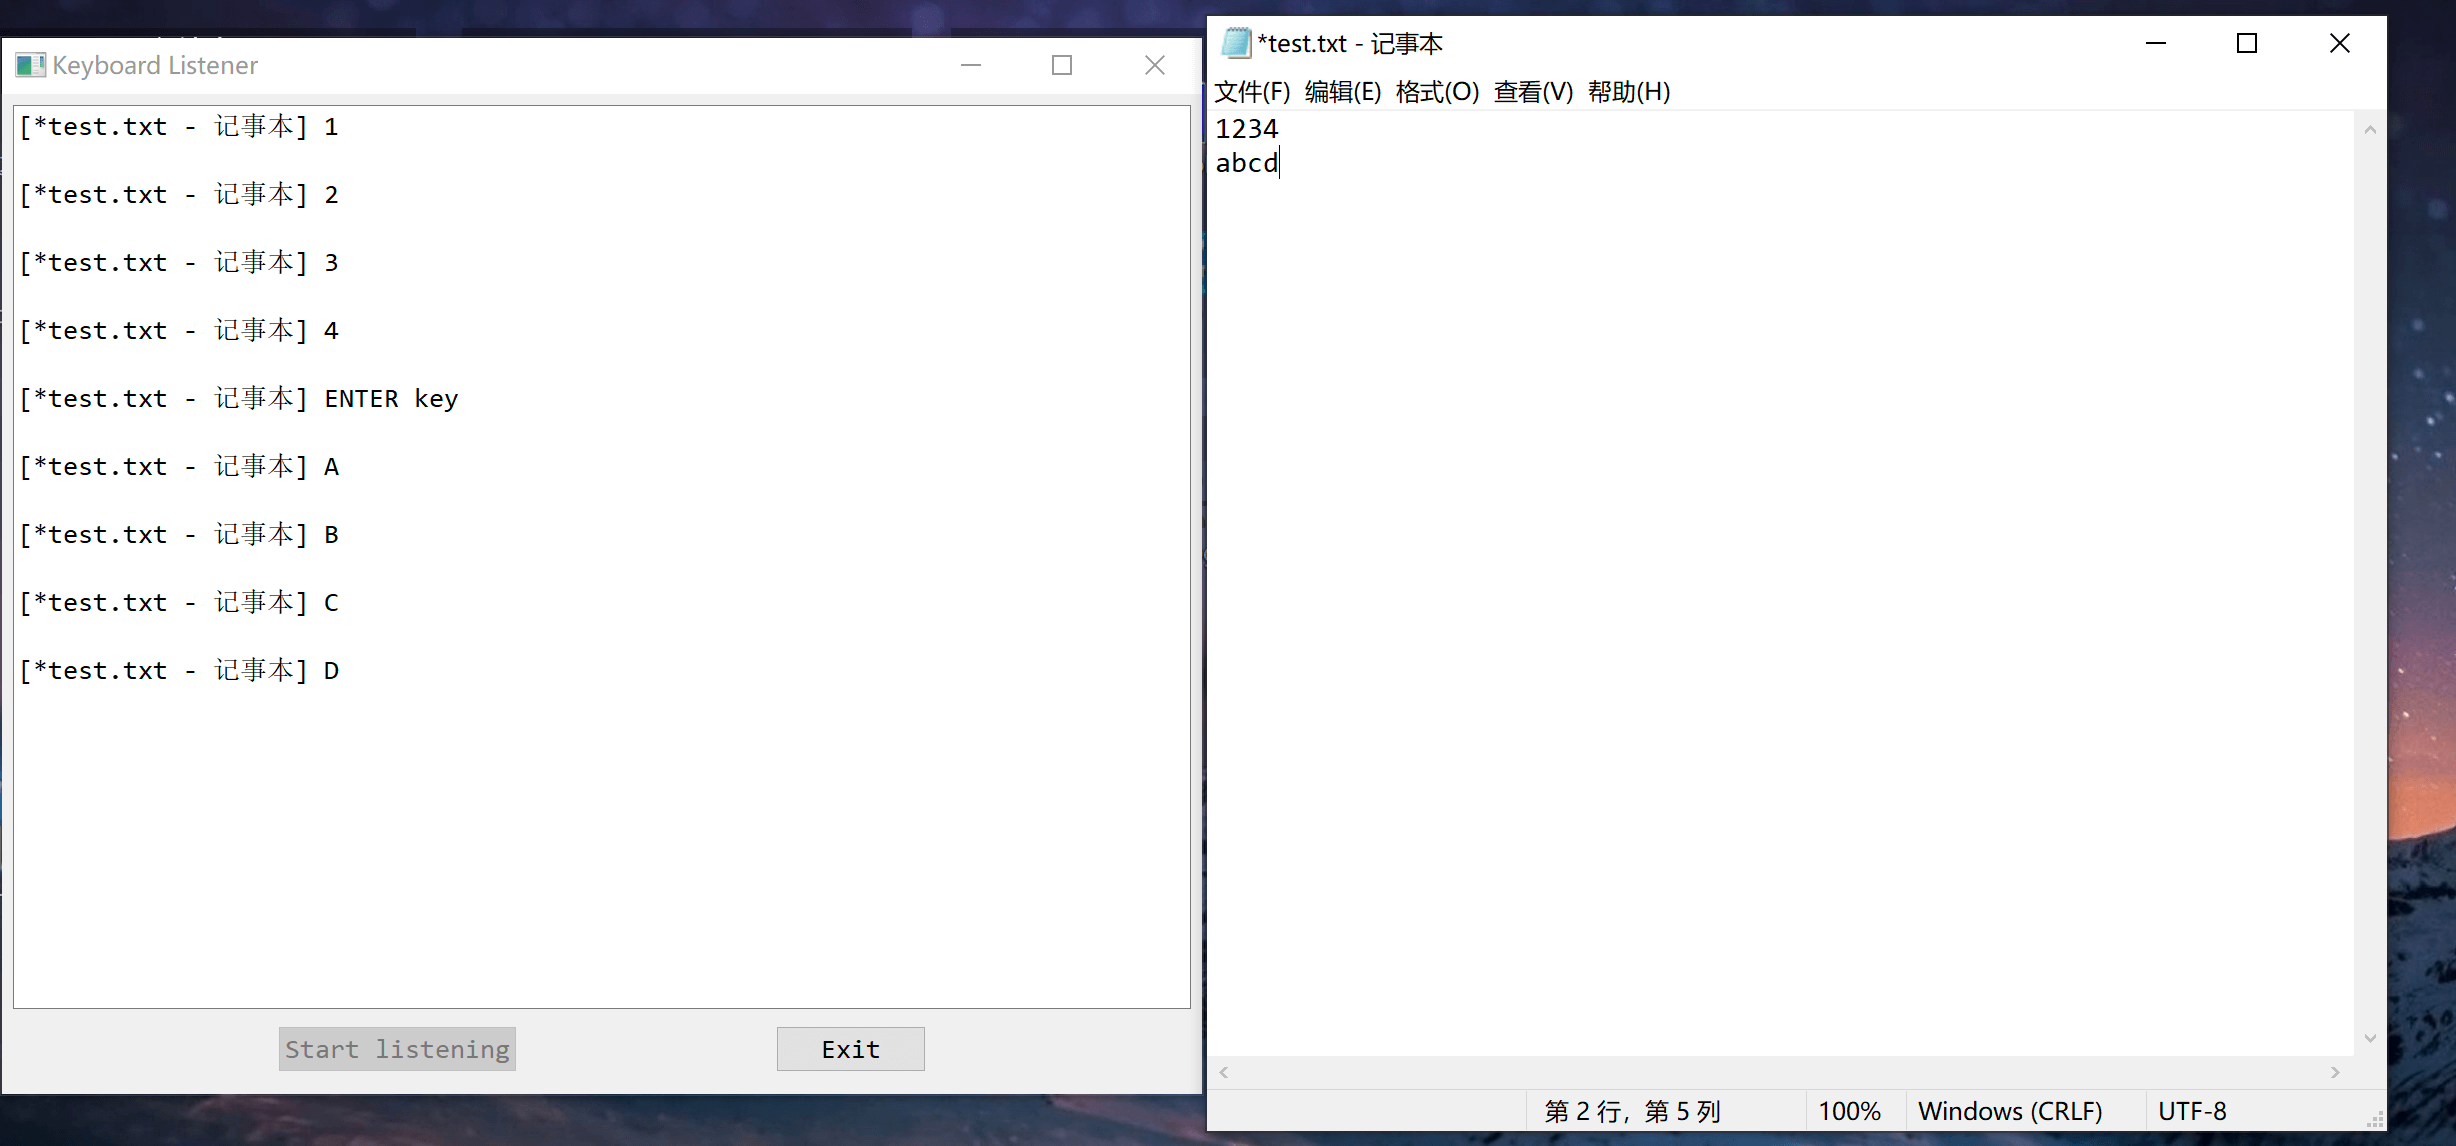 Keyboard Listener
[*test.txt - 记事本] 1
[*test.txt - 记事本] 2
[*test.txt - 记事本] 3
[*test.txt - 记事本] 4
[*test.txt - 记事本] ENTER key
[*test.txt - 记事本] A
[*test.txt - 记事本] B
[*test.txt - 记事本] C
[*test.txt - 记事本] D
Start listening Exit
*test.txt - 记事本
文件(F) 编辑(E) 格式(O) 查看(V) 帮助(H)
1234
abcd
第 2 行，第 5 列 100% Windows (CRLF) UTF-8